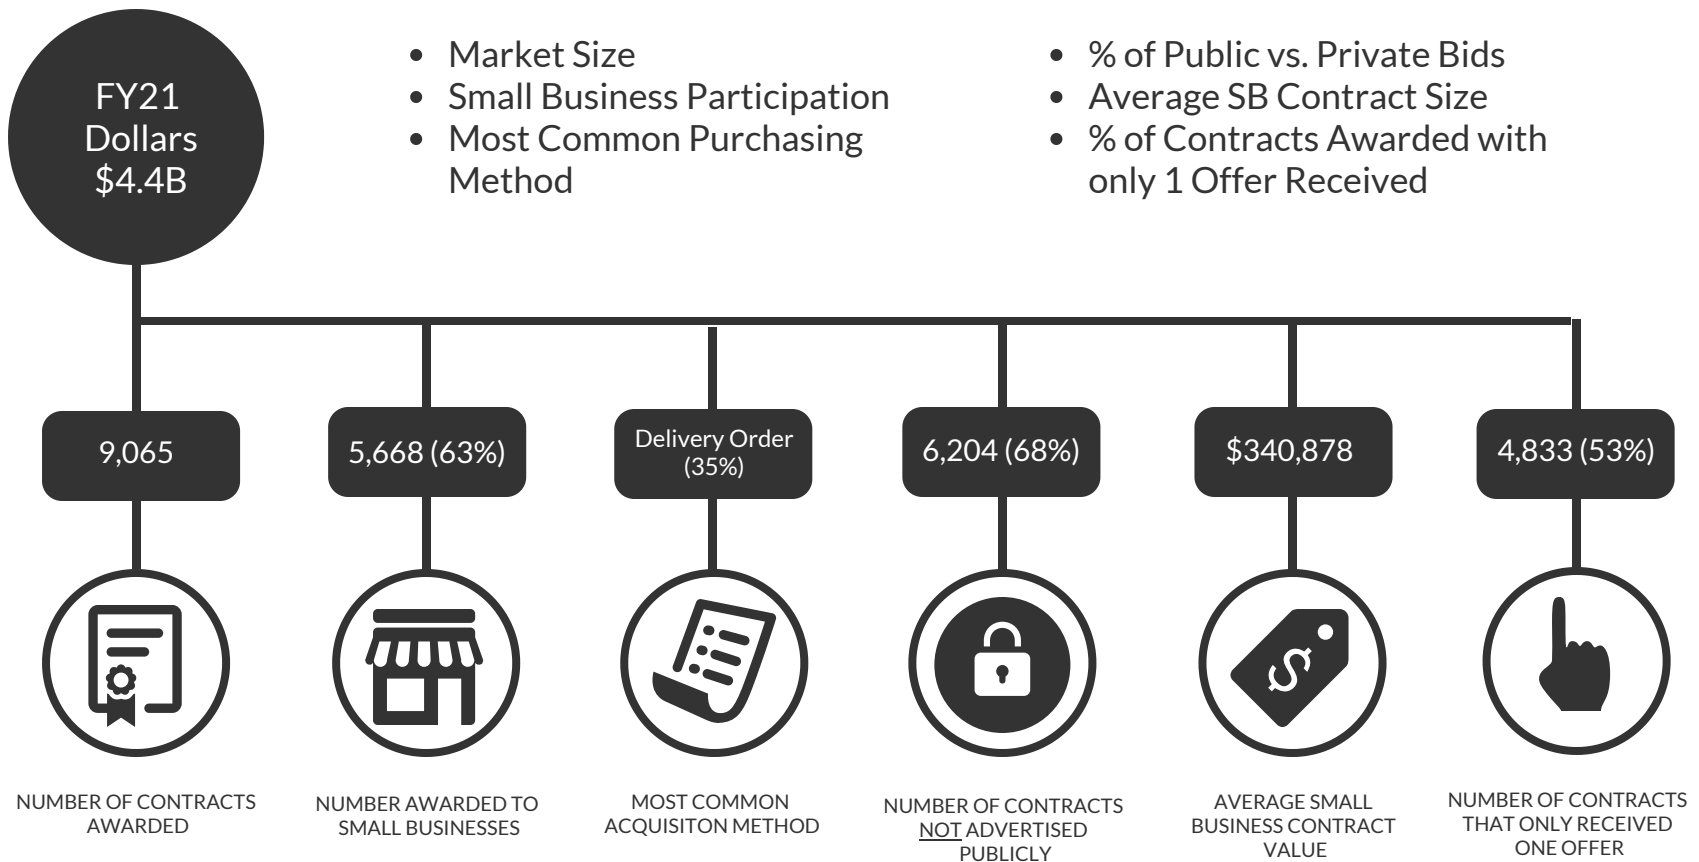 FY21
Dollars
$4.4B
• Market Size
• Small Business Participation
• Most Common Purchasing
Method
• % of Public vs. Private Bids
• Average SB Contract Size
• % of Contracts Awarded with
only 1 Offer Received
9,065
5,668 (63%)
Delivery Order
(35%)
6,204 (68%)
$340,878
4,833 (53%)
$
NUMBER OF CONTRACTS
AWARDED
NUMBER AWARDED TO
SMALL BUSINESSES
MOST COMMON
ACQUISITON METHOD
NUMBER OF CONTRACTS
NOT ADVERTISED
PUBLICLY
AVERAGE SMALL
BUSINESS CONTRACT
VALUE
NUMBER OF CONTRACTS
THAT ONLY RECEIVED
ONE OFFER